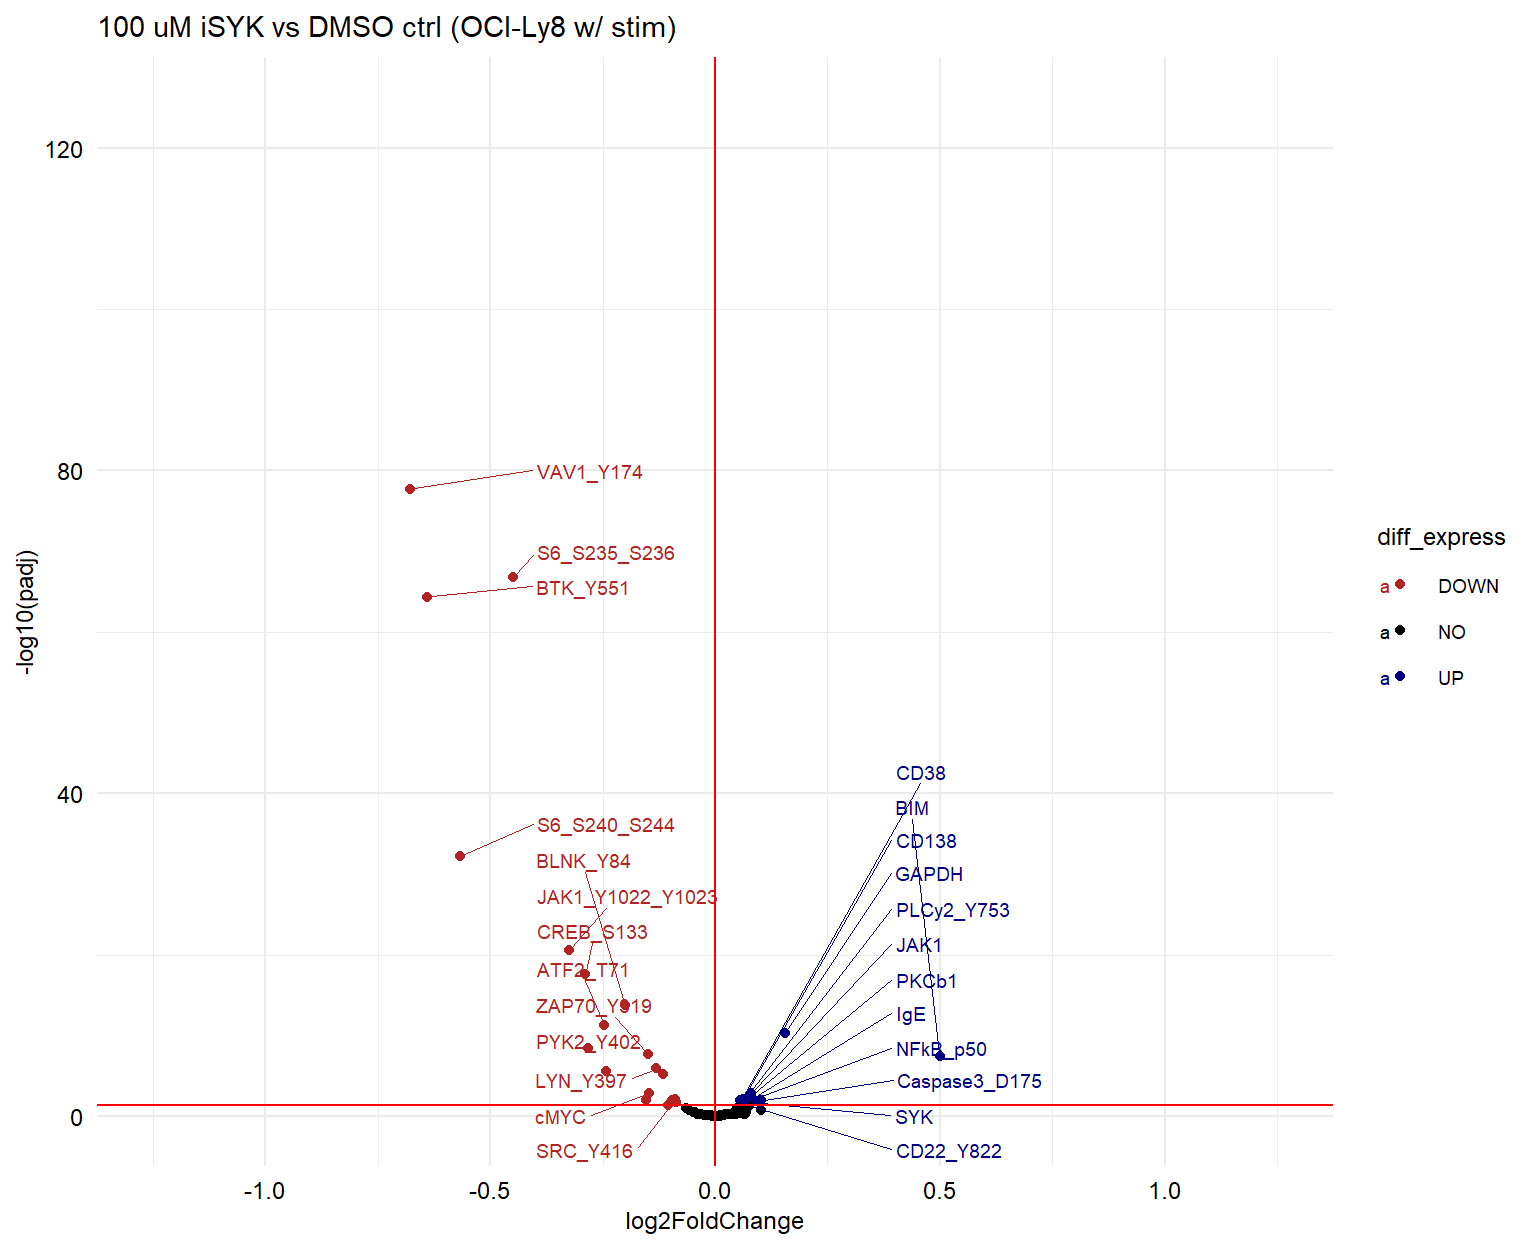 100 uM iSYK vs DMSO ctrl (OCI-Ly8 w/ stim)
120
80
40
0
-log10(padj)
VAV1_Y174
S6_S235_S236
BTK_Y551
S6_S240_S244
BLNK_Y84
JAK1_Y1022_Y1023
CREB_S133
ATF2_T71
ZAP70_Y319
PYK2_Y402
LYN_Y397
cMYC
SRC_Y416
CD38
BIM
CD138
GAPDH
PLCy2_Y753
JAK1
PKCb1
IgE
NFkB_p50
Caspase3_D175
SYK
CD22_Y822
-1.0
-0.5
0.0
0.5
1.0
log2FoldChange
diff_express
a DOWN
a NO
a UP